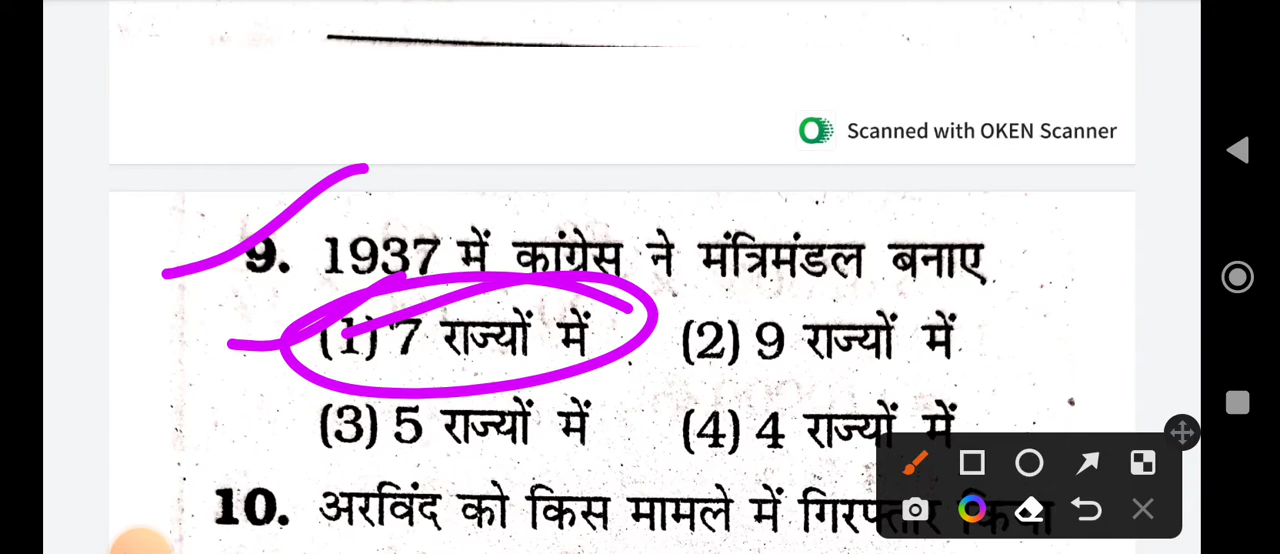 Scanned with OKEN Scanner
9. 1937 में कांग्रेस ने मंत्रिमंडल बनाए
(1) 7 राज्यों में (2) 9 राज्यों में
(3) 5 राज्यों में (4) 4 राज्यों में
10. अरविंद को किस मामले में गिरफ्तार किया